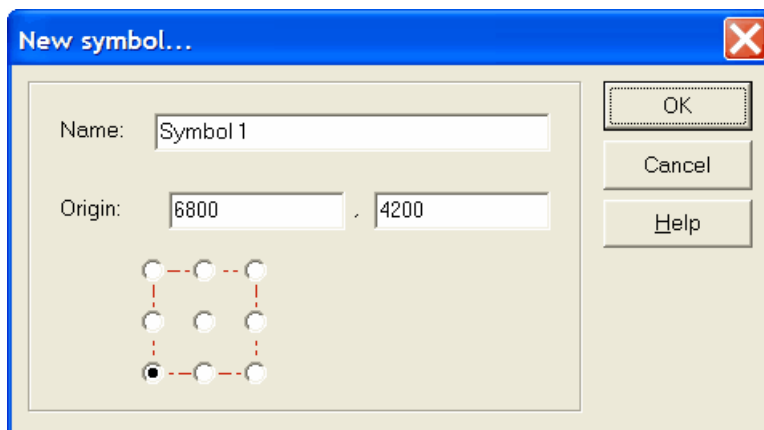 New symbol...
Name: Symbol 1
Origin: 6800 , 4200
OK
Cancel
Help